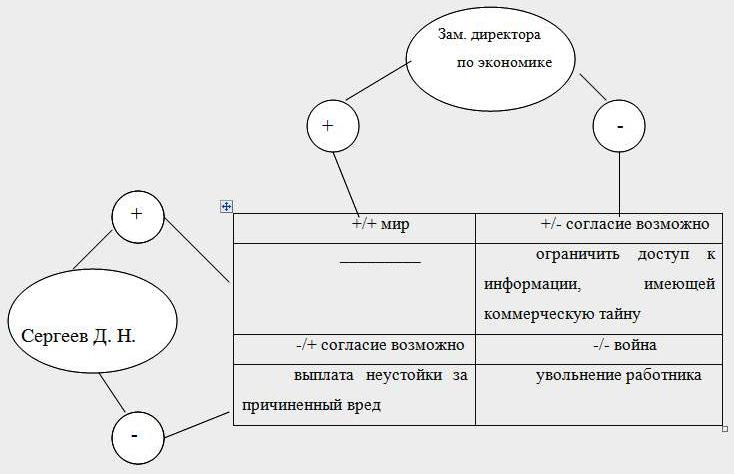 Зам. директора
по экономике
+
-
+
+/+ мир
+/- согласие возможно
_________
ограничить доступ к
информации, имеющей
коммерческую тайну
Сергеев Д. Н.
-/+ согласие возможно
-/- война
выплата неустойки за
причиненный вред
увольнение работника
-